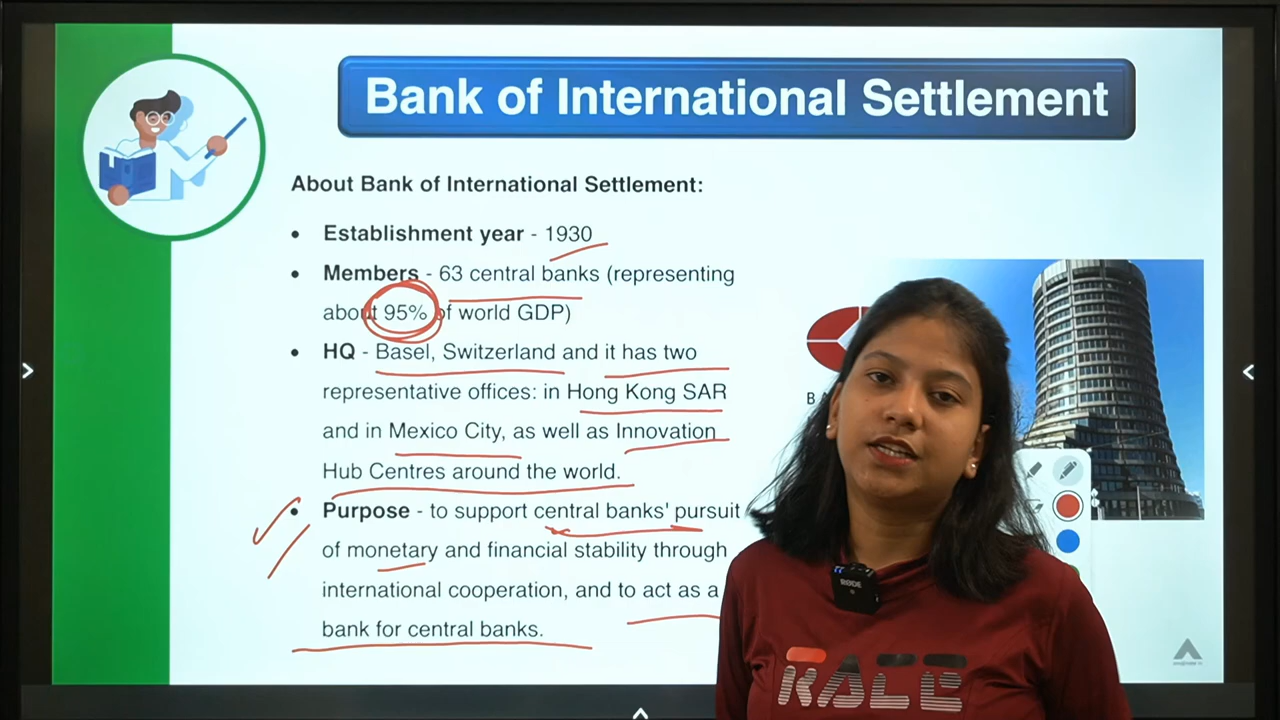 Bank of International Settlement
About Bank of International Settlement:
• Establishment year - 1930
• Members - 63 central banks (representing
about 95% of world GDP)
• HQ - Basel, Switzerland and it has two
representative offices: in Hong Kong SAR
and in Mexico City, as well as Innovation
Hub Centres around the world.
• Purpose - to support central banks' pursuit
of monetary and financial stability through
international cooperation, and to act as a
bank for central banks.
RODE
RACE